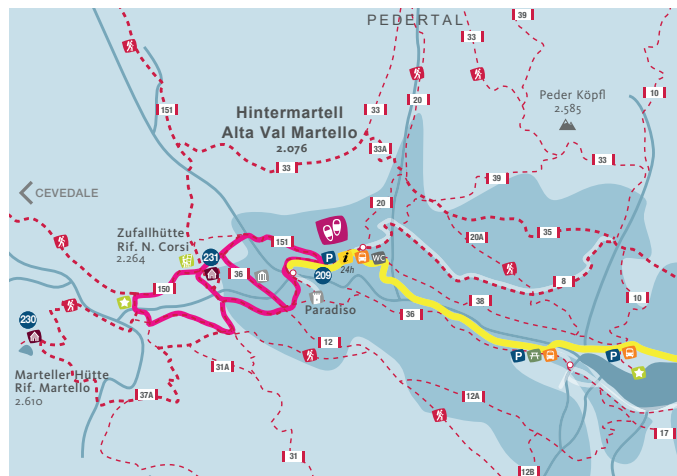 PEDERTAL
39
33
33
20
10
151
33
Hintermartell
Alta Val Martello
2.076
Peder Köpfl
2.585
33A
33
33
39
CEVEDALE
20
Zufallhütte
Rif. N. Corsi
2.264
231
151
20A
35
P
i
24h
WC
36
209
8
150
Paradiso
38
10
36
230
12
P
P
Marteller Hütte
Rif. Martello
2.610
31A
37A
12A
17
31
12B